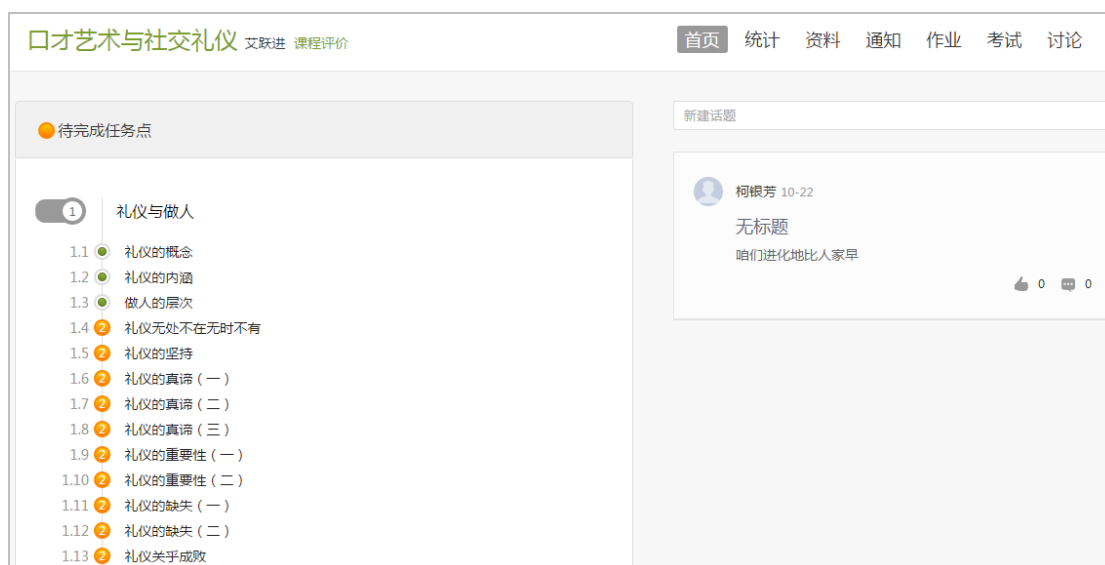 口才艺术与社交礼仪 艾跃进 课程评价
首页 统计 资料 通知 作业 考试 讨论
待完成任务点
1 礼仪与做人
1.1 礼仪的概念
1.2 礼仪的内涵
1.3 做人的层次
1.4 2 礼仪无处不在无时不有
1.5 2 礼仪的坚持
1.6 2 礼仪的真谛（一）
1.7 2 礼仪的真谛（二）
1.8 2 礼仪的真谛（三）
1.9 2 礼仪的重要性（一）
1.10 2 礼仪的重要性（二）
1.11 2 礼仪的缺失（一）
1.12 2 礼仪的缺失（二）
1.13 2 礼仪关乎成败
新建话题
柯银芳 10-22
无标题
咱们进化地比人家早
0 0